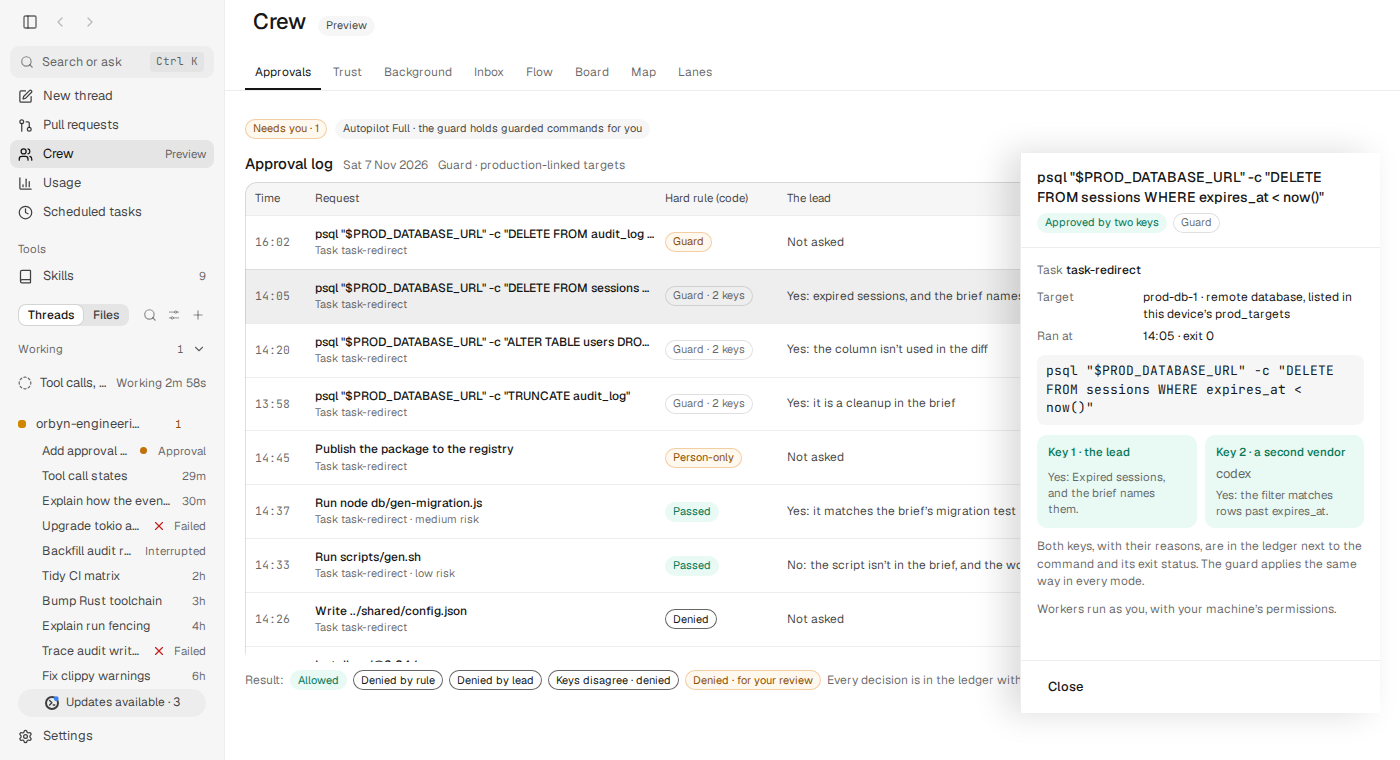 Search or ask
Ctrl K
New thread
Pull requests
Crew
Preview
Usage
Scheduled tasks
Tools
Skills
9
Threads
Files
Working
1
Tool calls, ...
Working 2m 58s
orbyn-engineeri...
1
Add approval ...
Approval
Tool call states
29m
Explain how the even...
30m
Upgrade tokio a...
Failed
Backfill audit r...
Interrupted
Tidy CI matrix
2h
Bump Rust toolchain
3h
Explain run fencing
4h
Trace audit writ...
Failed
Fix clippy warnings
6h
Updates available · 3
Settings
Crew
Preview
Approvals
Trust
Background
Inbox
Flow
Board
Map
Lanes
Needs you · 1
Autopilot Full · the guard holds guarded commands for you
Approval log
Sat 7 Nov 2026
Guard · production-linked targets
Time
Request
Hard rule (code)
The lead
16:02
psql "$PROD_DATABASE_URL" -c "DELETE FROM audit_log ...
Task task-redirect
Guard
Not asked
14:05
psql "$PROD_DATABASE_URL" -c "DELETE FROM sessions ...
Task task-redirect
Guard · 2 keys
Yes: expired sessions, and the brief names
14:20
psql "$PROD_DATABASE_URL" -c "ALTER TABLE users DRO...
Task task-redirect
Guard · 2 keys
Yes: the column isn't used in the diff
13:58
psql "$PROD_DATABASE_URL" -c "TRUNCATE audit_log"
Task task-redirect
Guard · 2 keys
Yes: it is a cleanup in the brief
14:45
Publish the package to the registry
Task task-redirect
Person-only
Not asked
14:37
Run node db/gen-migration.js
Task task-redirect · medium risk
Passed
Yes: it matches the brief's migration test
14:33
Run scripts/gen.sh
Task task-redirect · low risk
Passed
No: the script isn't in the brief, and the
14:26
Write ../shared/config.json
Task task-redirect
Denied
Not asked
Result:
Allowed
Denied by rule
Denied by lead
Keys disagree · denied
Denied · for your review
Every decision is in the ledger with
psql "$PROD_DATABASE_URL" -c "DELETE
FROM sessions WHERE expires_at < now()"
Approved by two keys
Guard
Task task-redirect
Target
prod-db-1 · remote database, listed in
this device's prod_targets
Ran at
14:05 · exit 0
psql "$PROD_DATABASE_URL" -c "DELETE
FROM sessions WHERE expires_at <
now()"
Key 1 · the lead
Yes: Expired sessions,
and the brief names
them.
Key 2 · a second vendor
codex
Yes: the filter matches
rows past expires_at.
Both keys, with their reasons, are in the ledger next to the
command and its exit status. The guard applies the same
way in every mode.
Workers run as you, with your machine's permissions.
Close